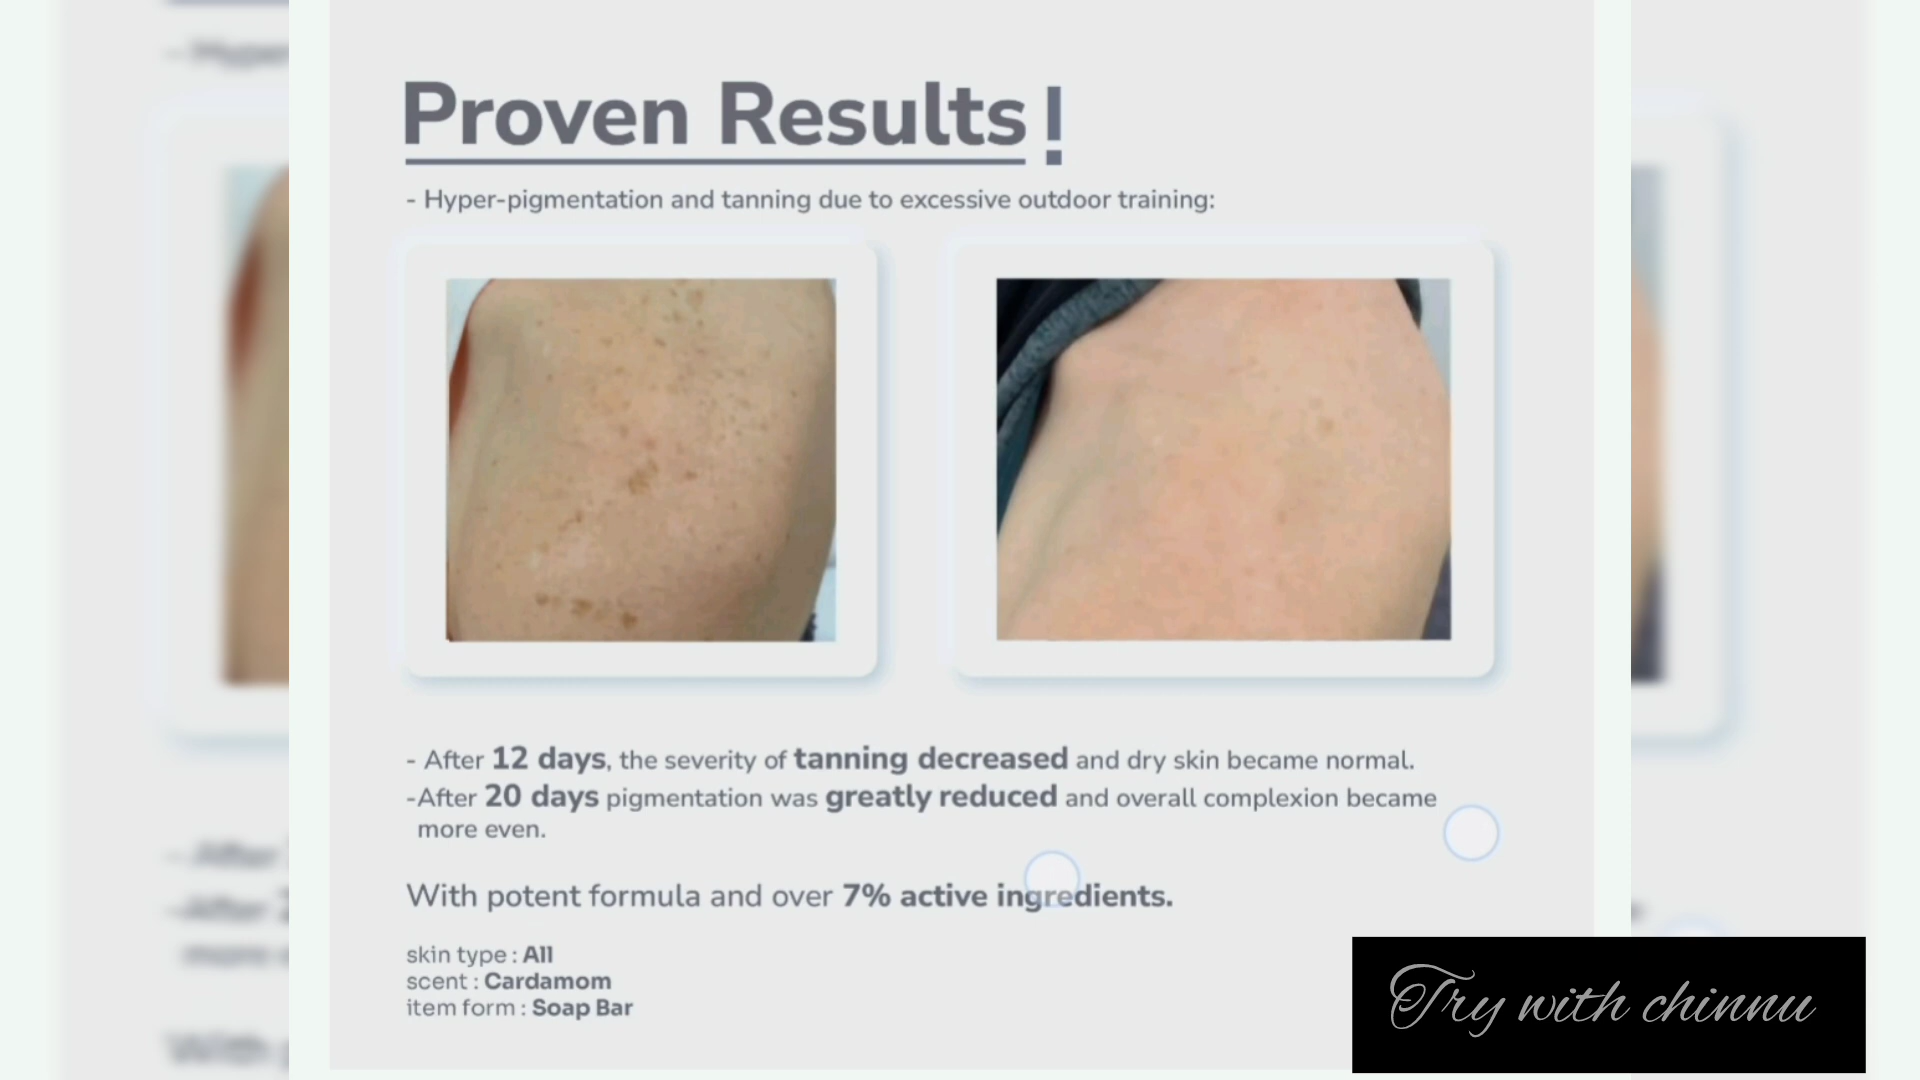 Proven Results!
- Hyper-pigmentation and tanning due to excessive outdoor training:
- After 12 days, the severity of tanning decreased and dry skin became normal.
-After 20 days pigmentation was greatly reduced and overall complexion became
more even.
With potent formula and over 7% active ingredients.
skin type : All
scent : Cardamom
item form : Soap Bar
Try with chinnu